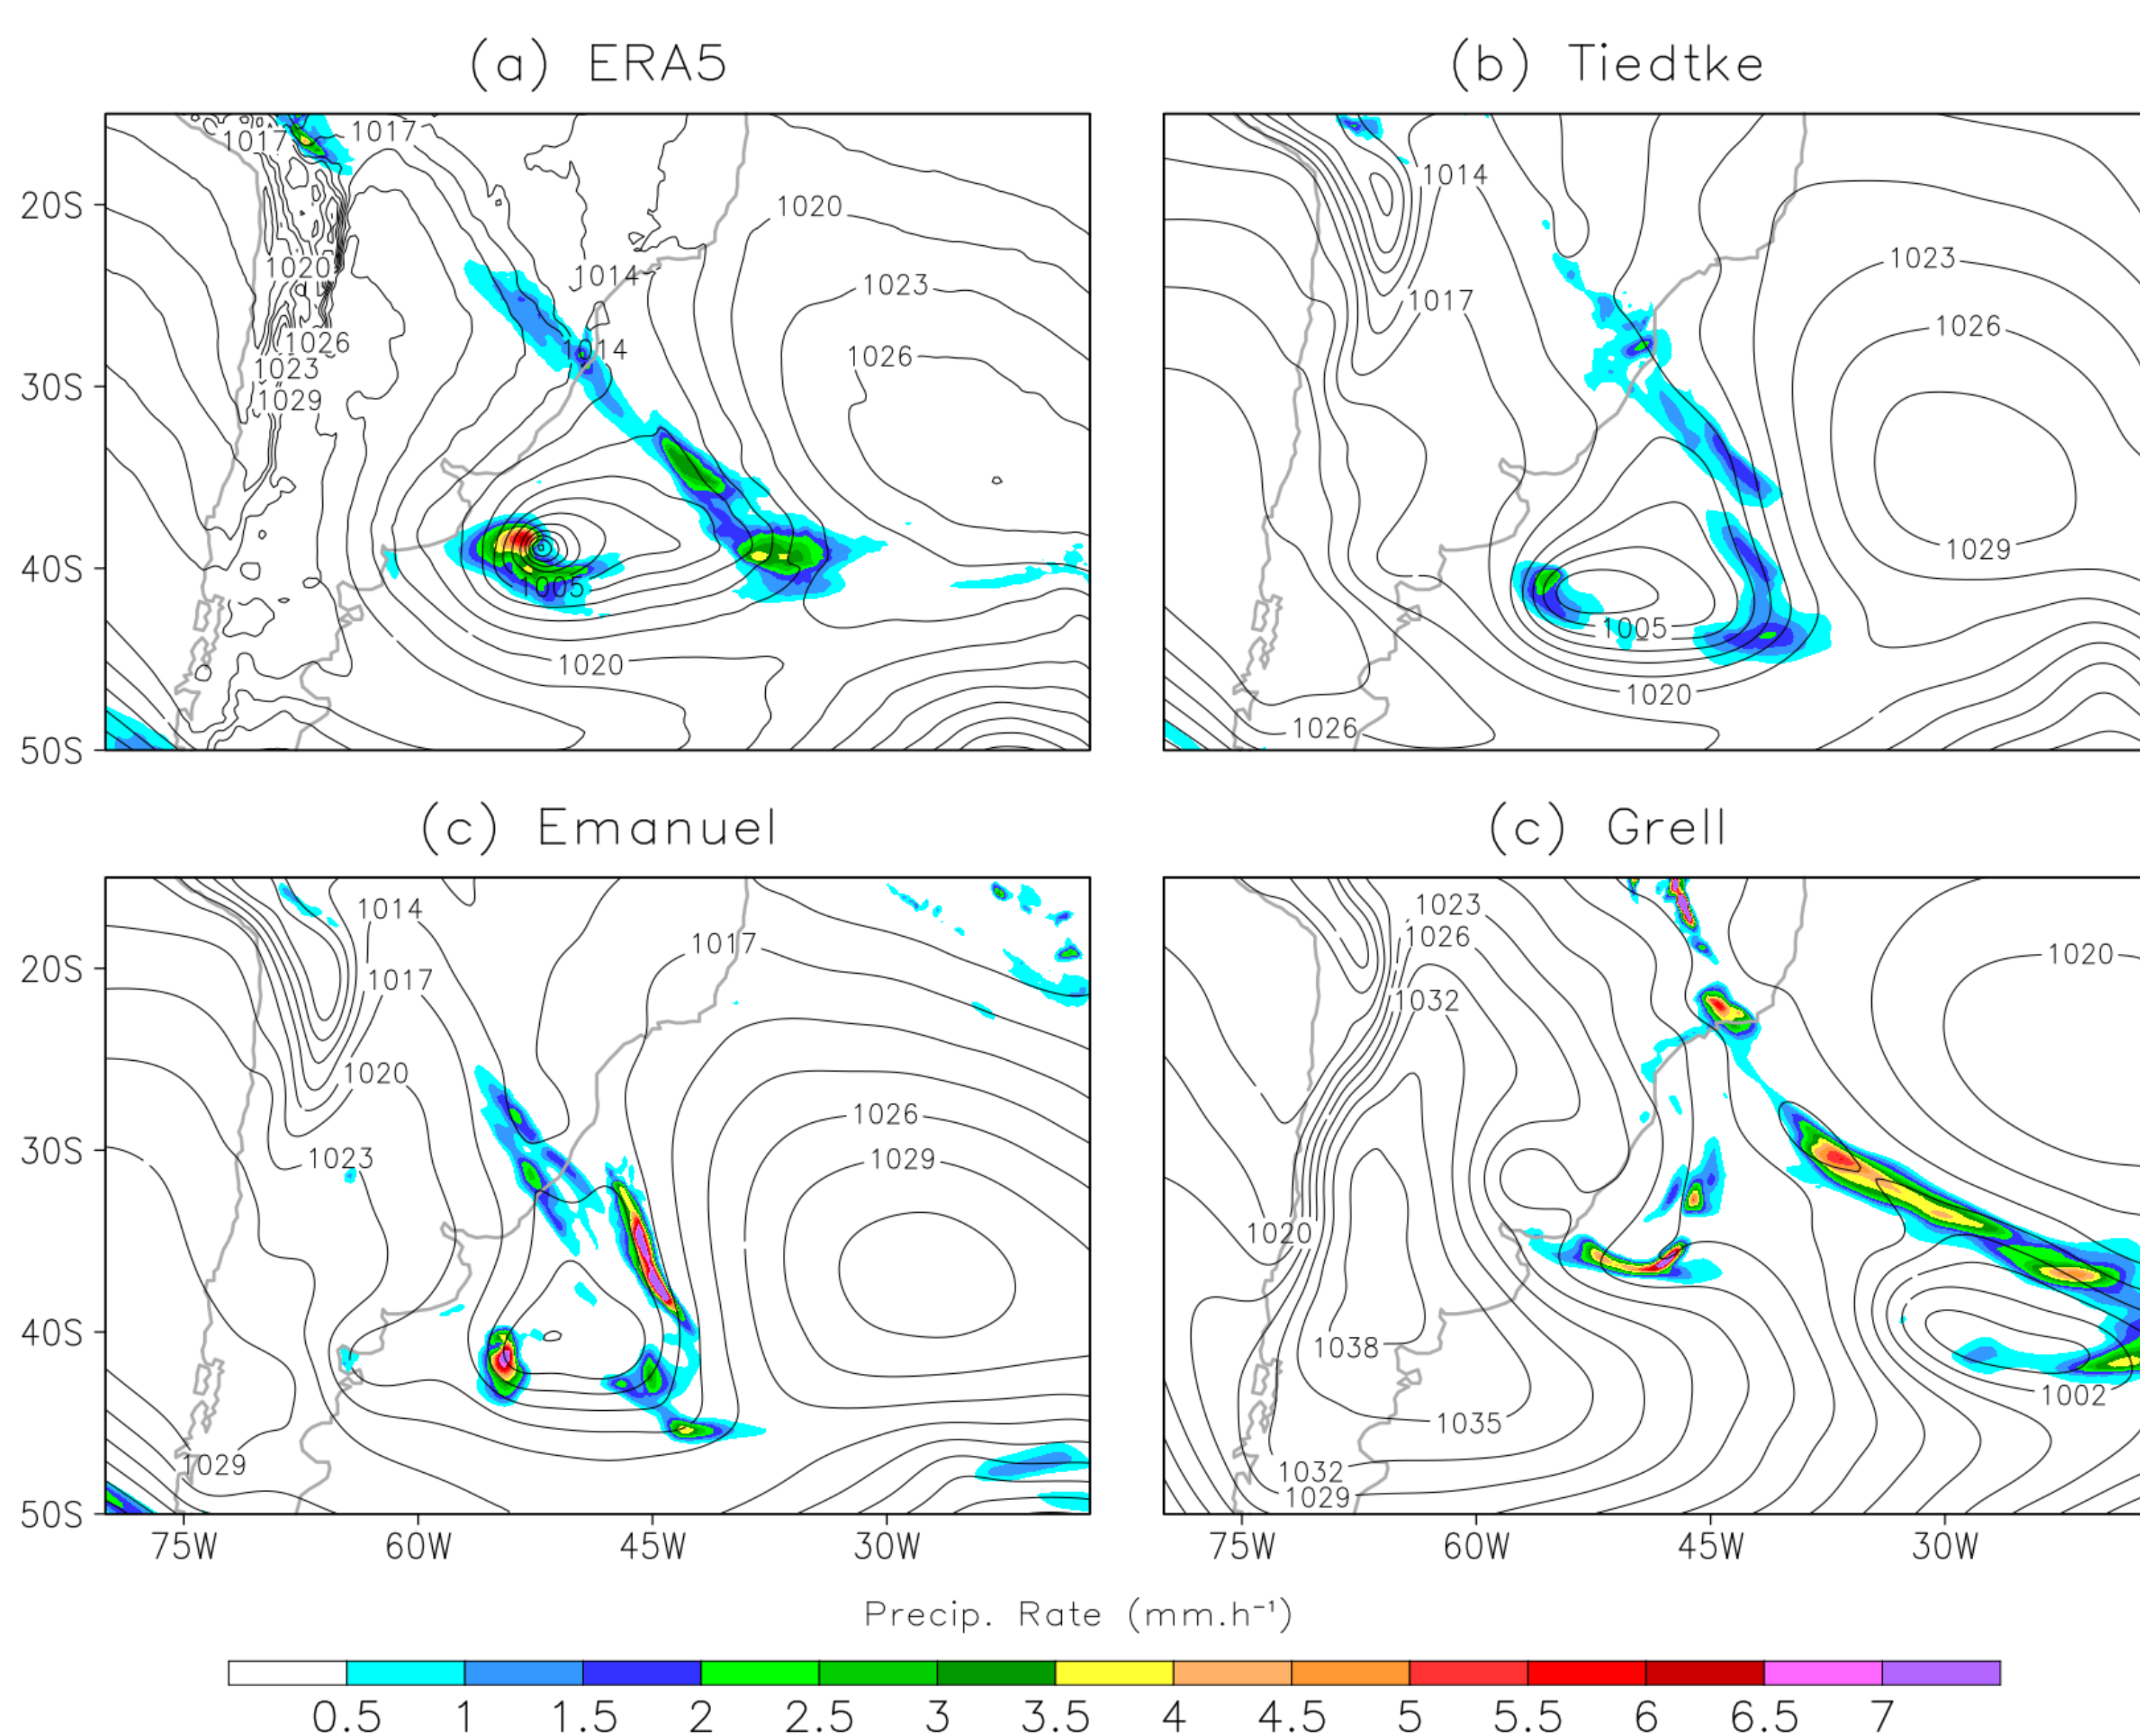 (a) ERA5
(b) Tiedtke
1017
1017
1020
1014
1023
1014
1026
1020
1026
1023
1029
1005
1020
20S
30S
40S
50S
1014
1017
1023
1026
1029
1005
1020
1026
(c) Emanuel
(c) Grell
1014
1017
1017
1020
1023
1026
1029
1029
20S
30S
40S
50S
75W
60W
45W
30W
1023
1026
1032
1020
1020
1038
1035
1032
1029
1002
75W
60W
45W
30W
Precip. Rate (mm.h⁻¹)
0.5 1 1.5 2 2.5 3 3.5 4 4.5 5 5.5 6 6.5 7